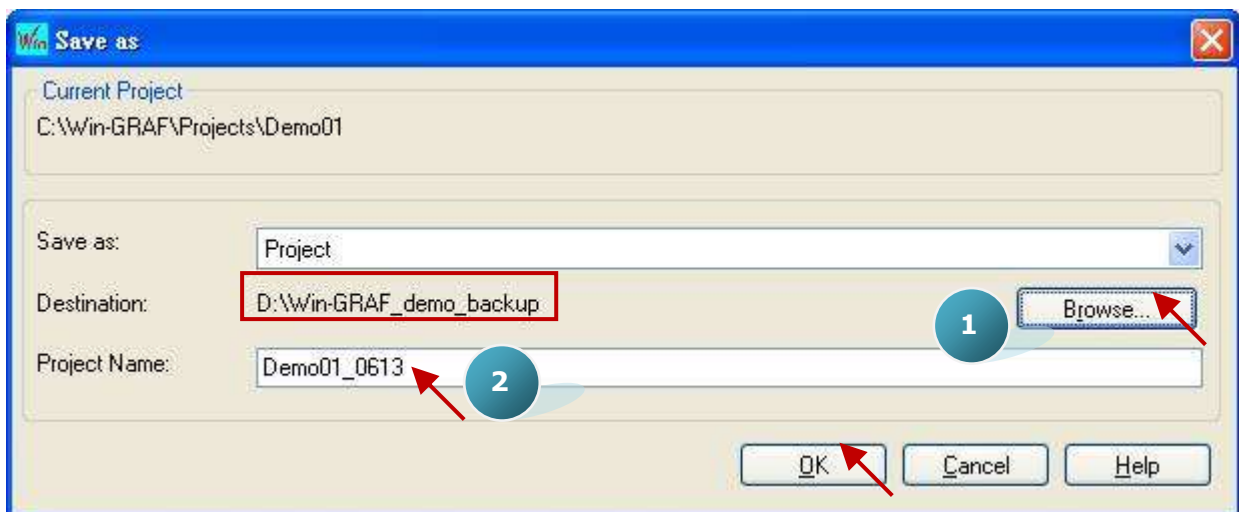 Win Save as
Current Project
C:\Win-GRAF\Projects\Demo01
Save as: Project
Destination: D:\Win-GRAF_demo_backup 1 Browse...
Project Name: Demo01_0613 2
OK Cancel Help